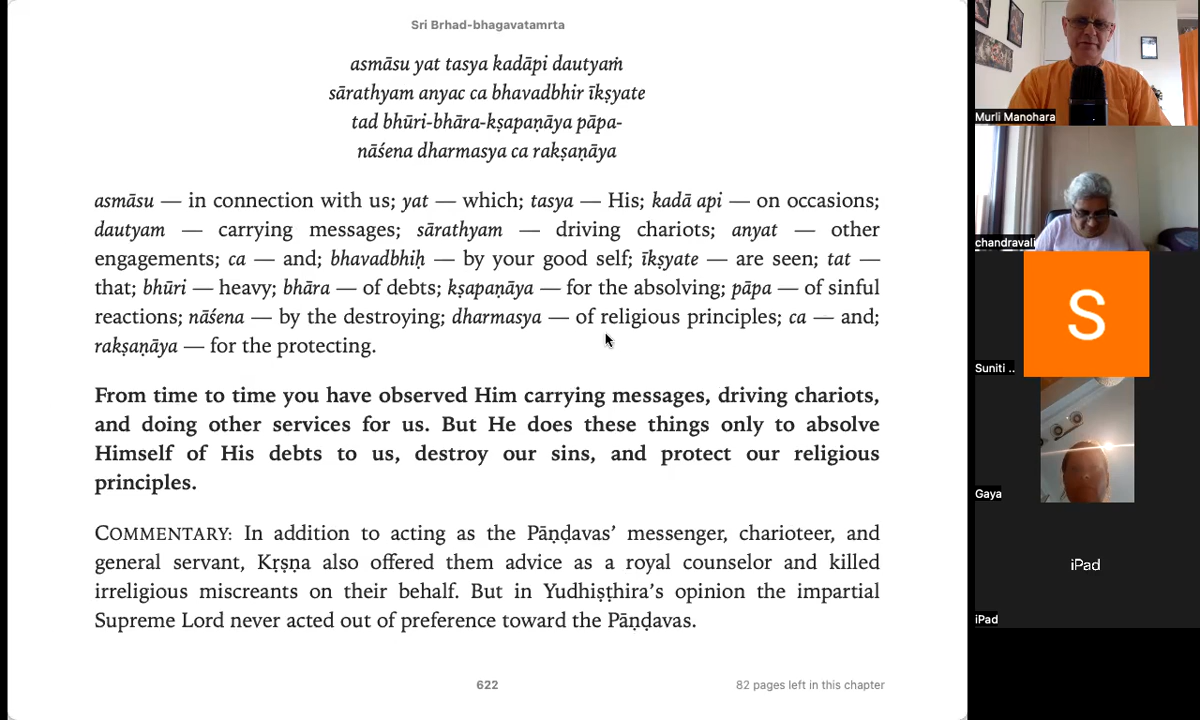 Sri Brhad-bhagavatamrta
asmāsu yat tasya kadāpi dautyaṁ
sārathyam anyac ca bhavadbhir īkṣyate
tad bhūri-bhāra-kṣapaṇāya pāpa-
nāśena dharmasya ca rakṣaṇāya
asmāsu — in connection with us; yat — which; tasya — His; kadā api — on occasions;
dautyam — carrying messages; sārathyam — driving chariots; anyat — other
engagements; ca — and; bhavadbhiḥ — by your good self; īkṣyate — are seen; tat —
that; bhūri — heavy; bhāra — of debts; kṣapaṇāya — for the absolving; pāpa — of sinful
reactions; nāśena — by the destroying; dharmasya — of religious principles; ca — and;
rakṣaṇāya — for the protecting.
From time to time you have observed Him carrying messages, driving chariots,
and doing other services for us. But He does these things only to absolve
Himself of His debts to us, destroy our sins, and protect our religious
principles.
COMMENTARY: In addition to acting as the Pāṇḍavas’ messenger, charioteer, and
general servant, Kṛṣṇa also offered them advice as a royal counselor and killed
irreligious miscreants on their behalf. But in Yudhiṣṭhira’s opinion the impartial
Supreme Lord never acted out of preference toward the Pāṇḍavas.
622
82 pages left in this chapter
Murli Manohara
chandravali
S
Suniti ..
Gaya
iPad
iPad